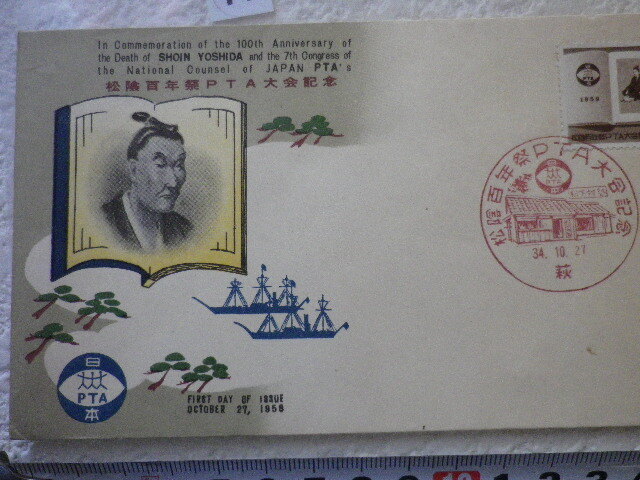 In Commemoration of the 100th Anniversary of
the Death of SHOIN YOSHIDA and the 7th Congress of
the National Counsel of JAPAN PTA's
松陰百年祭PTA大会記念
1959
松陰百年祭PTA大会記念
34.10.27
萩
日
PTA
本
FIRST DAY OF ISSUE
OCTOBER 27, 1958